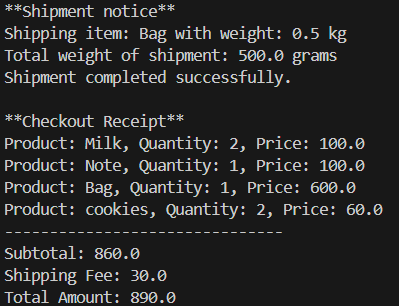 **Shipment notice**
Shipping item: Bag with weight: 0.5 kg
Total weight of shipment: 500.0 grams
Shipment completed successfully.

**Checkout Receipt**
Product: Milk, Quantity: 2, Price: 100.0
Product: Note, Quantity: 1, Price: 100.0
Product: Bag, Quantity: 1, Price: 600.0
Product: cookies, Quantity: 2, Price: 60.0
-------------------------------
Subtotal: 860.0
Shipping Fee: 30.0
Total Amount: 890.0